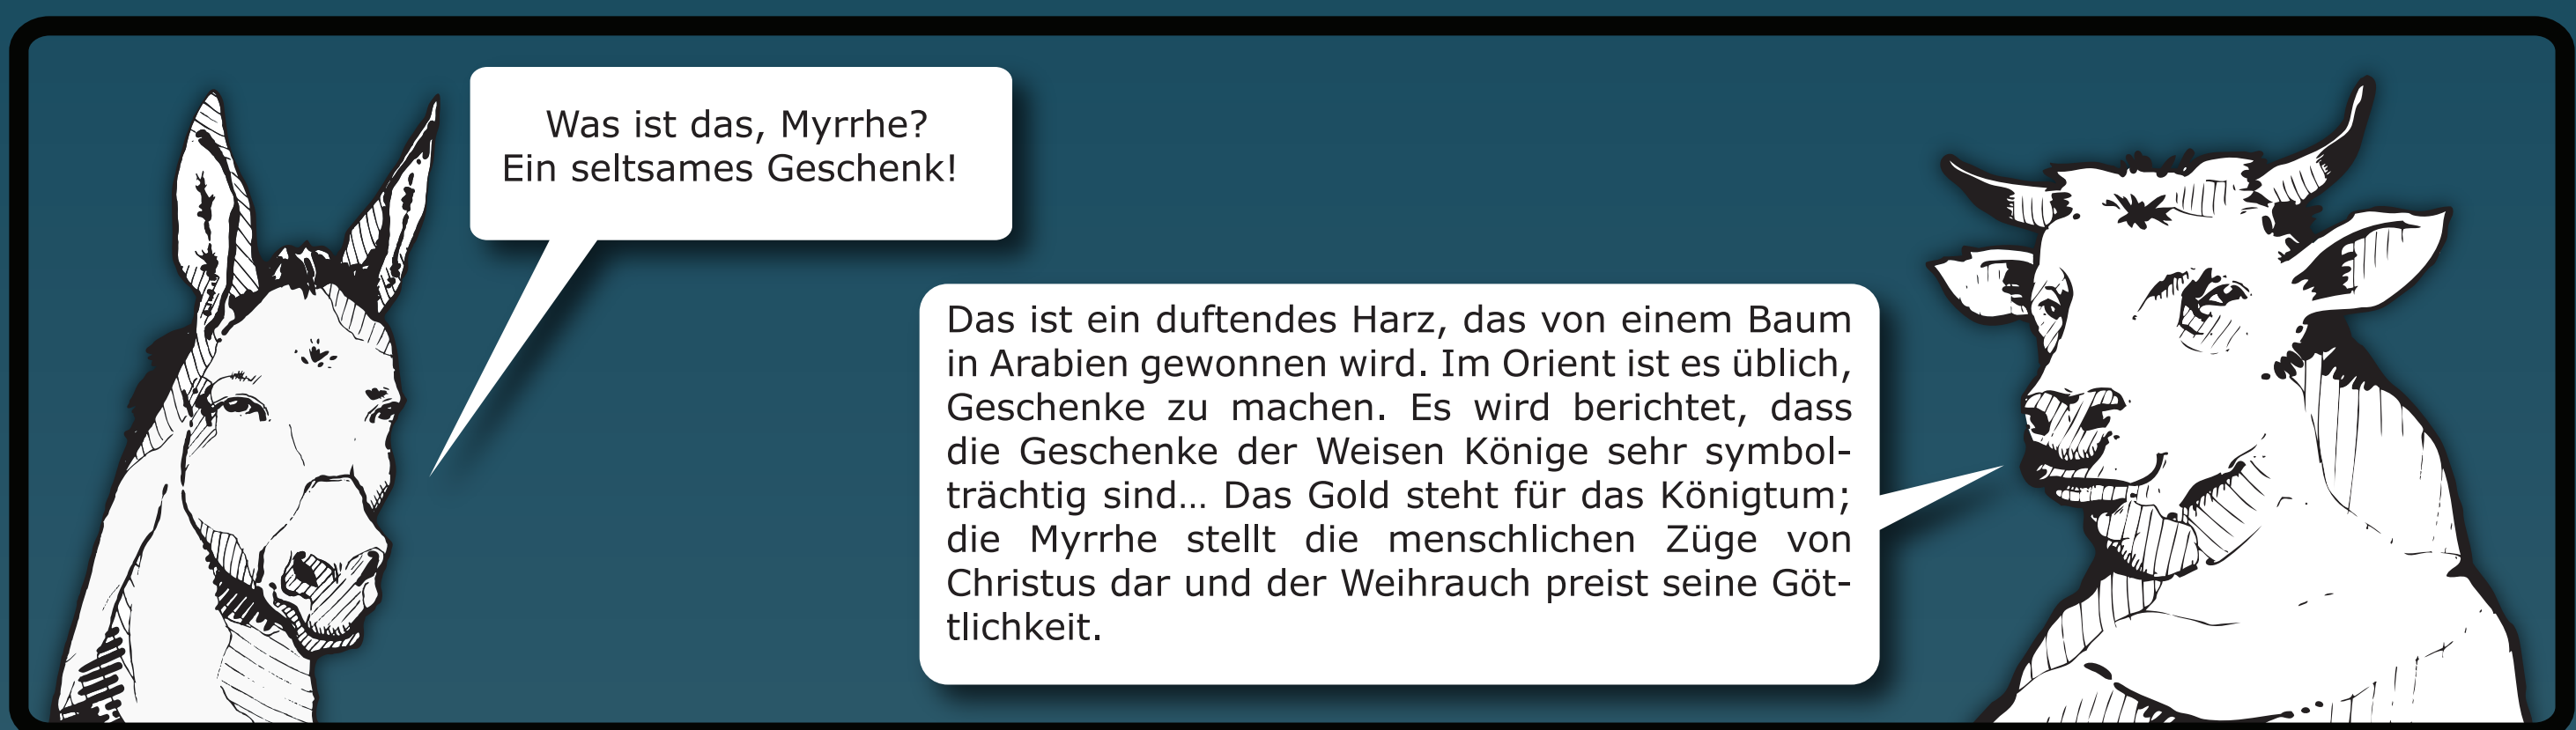 Was ist das, Myrrhe?
Ein seltsames Geschenk!
Das ist ein duftendes Harz, das von einem Baum
in Arabien gewonnen wird. Im Orient ist es üblich,
Geschenke zu machen. Es wird berichtet, dass
die Geschenke der Weisen Könige sehr symbol-
trächtig sind… Das Gold steht für das Königtum;
die Myrrhe stellt die menschlichen Züge von
Christus dar und der Weihrauch preist seine Göt-
tlichkeit.